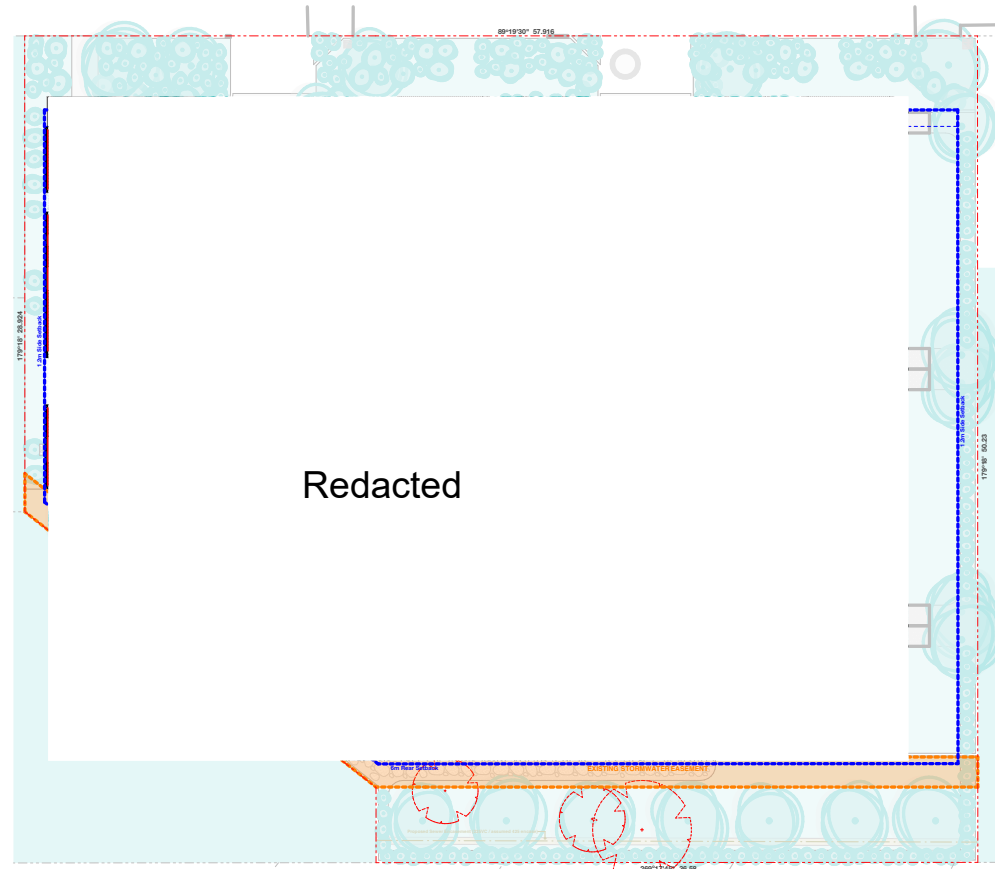 89°19'30" 57.916
179°18' 28.924
1.2m Side Setback
1.2m Side Setback
179°18' 50.23
Redacted
6m Rear Setback
EXISTING STORMWATER EASEMENT